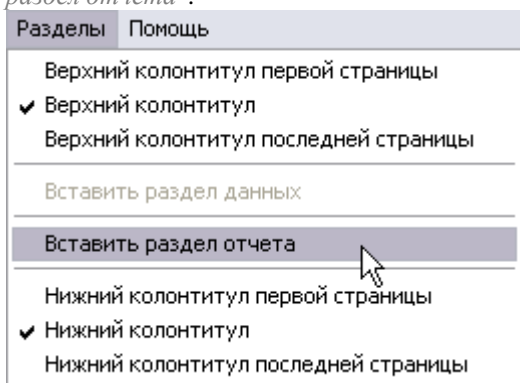 раздел отчета".
Разделы Помощь
Верхний колонтитул первой страницы
Верхний колонтитул
Верхний колонтитул последней страницы
Вставить раздел данных
Вставить раздел отчета
Нижний колонтитул первой страницы
Нижний колонтитул
Нижний колонтитул последней страницы